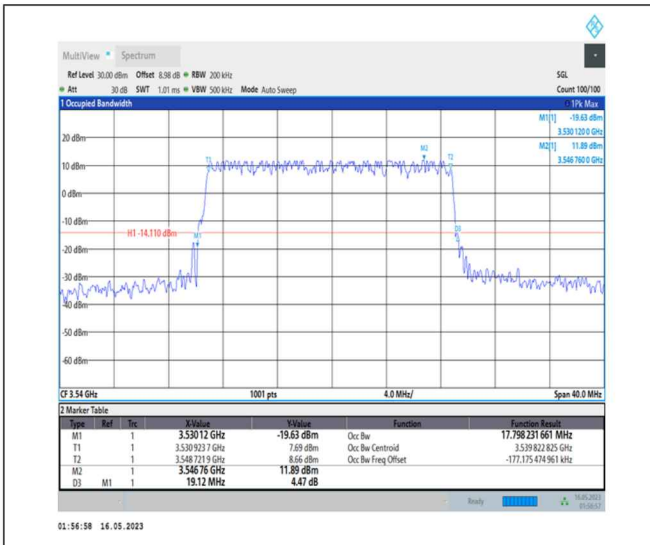 MultiView Spectrum
Ref Level 30.00 dBm Offset 8.98 dB RBW 200 kHz SGL
Att 30 dB SWT 1.01 ms VBW 500 kHz Mode Auto Sweep Count 100/100
1 Occupied Bandwidth 1Pk Max
M1[1] -19.63 dBm
3.530 120 0 GHz
M2[1] 11.89 dBm
3.546 760 0 GHz
20 dBm
10 dBm
0 dBm
-10 dBm
-20 dBm
-30 dBm
-40 dBm
-50 dBm
-60 dBm
T1
M2
T2
H1 -14.110 dBm
M1
D3
CF 3.54 GHz 1001 pts 4.0 MHz/ Span 40.0 MHz
2 Marker Table
Type Ref Trc X-Value Y-Value Function Function Result
M1 1 3.53012 GHz -19.63 dBm Occ Bw 17.798 231 661 MHz
T1 1 3.530 923 7 GHz 7.69 dBm Occ Bw Centroid 3.539 822 825 GHz
T2 1 3.548 721 9 GHz 8.66 dBm Occ Bw Freq Offset -177.175 474 961 kHz
M2 1 3.54676 GHz 11.89 dBm
D3 M1 1 19.12 MHz 4.47 dB
Ready 16.05.2023
01:56:57
01:56:58 16.05.2023